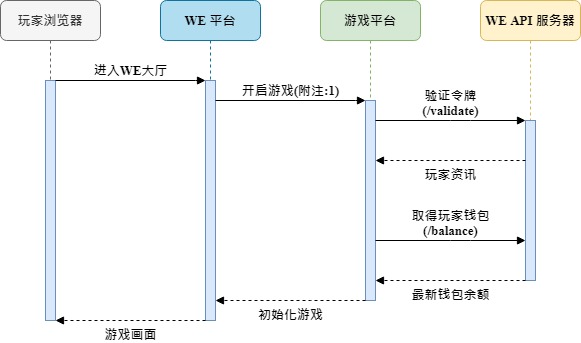 玩家浏览器
WE 平台
游戏平台
WE API 服务器
进入WE大厅
开启游戏(附注:1)
验证令牌
(/validate)
玩家资讯
取得玩家钱包
(/balance)
最新钱包余额
初始化游戏
游戏画面